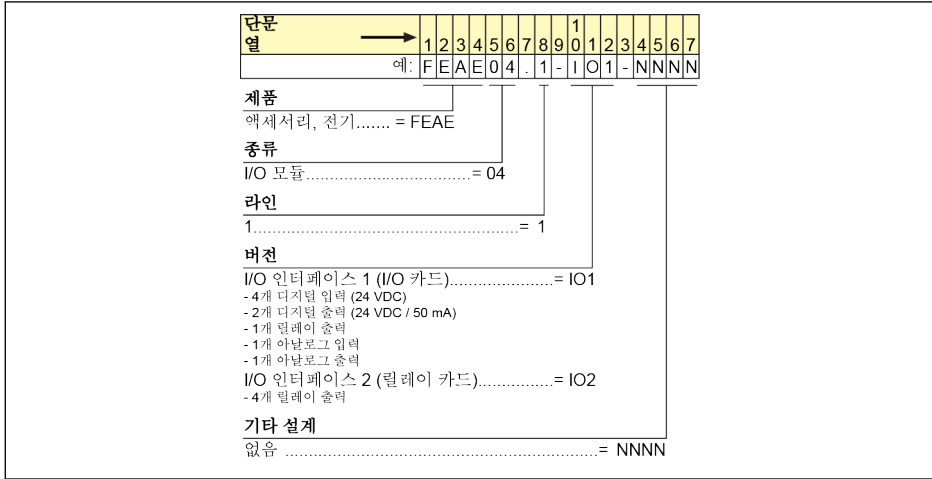 단문
열 1 2 3 4 5 6 7 8 9 10 1 2 3 4 5 6 7
예: F E A E 0 4 . 1 - I O 1 - N N N N
제품
액세서리, 전기....... = FEAE
종류
I/O 모듈...................................= 04
라인
1........................................................= 1
버전
I/O 인터페이스 1 (I/O 카드)......................= IO1
- 4개 디지털 입력 (24 VDC)
- 2개 디지털 출력 (24 VDC / 50 mA)
- 1개 릴레이 출력
- 1개 아날로그 입력
- 1개 아날로그 출력
I/O 인터페이스 2 (릴레이 카드)................= IO2
- 4개 릴레이 출력
기타 설계
없음 ..................................................................= NNNN